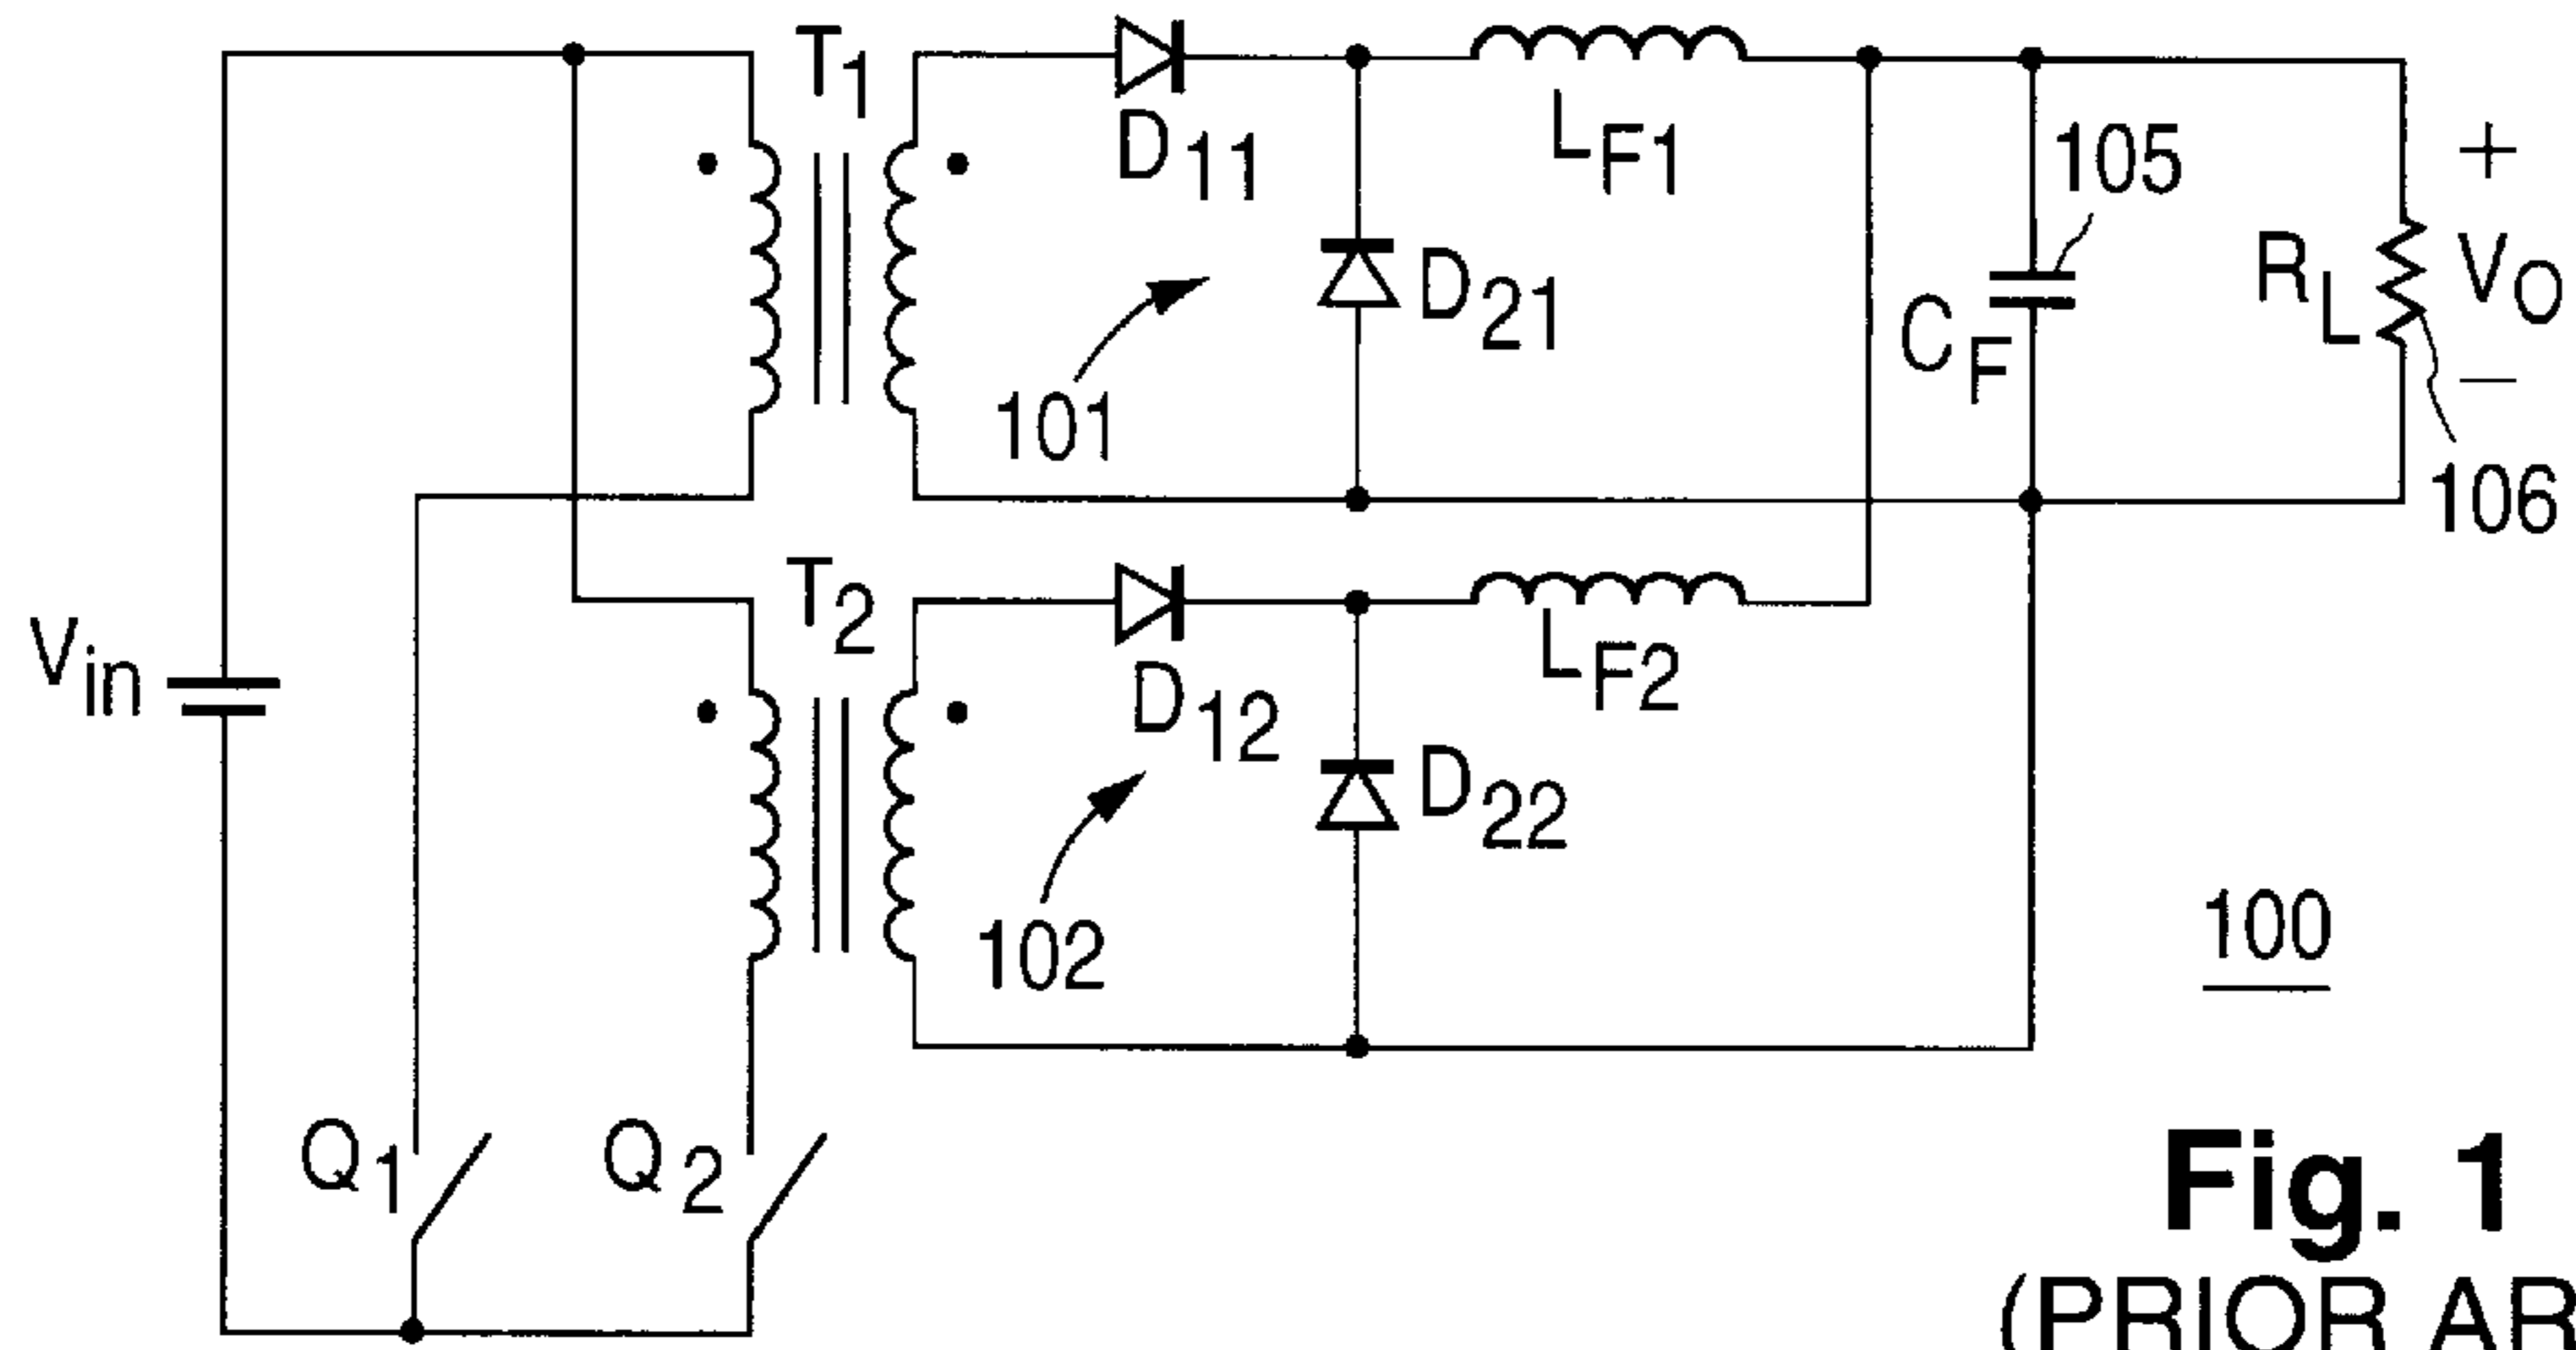 T1
D11
LF1
105
+
VO
−
RL
CF
D21
101
106
T2
Vin
D12
LF2
D22
102
100
Q1
Q2
Fig. 1
(PRIOR AR